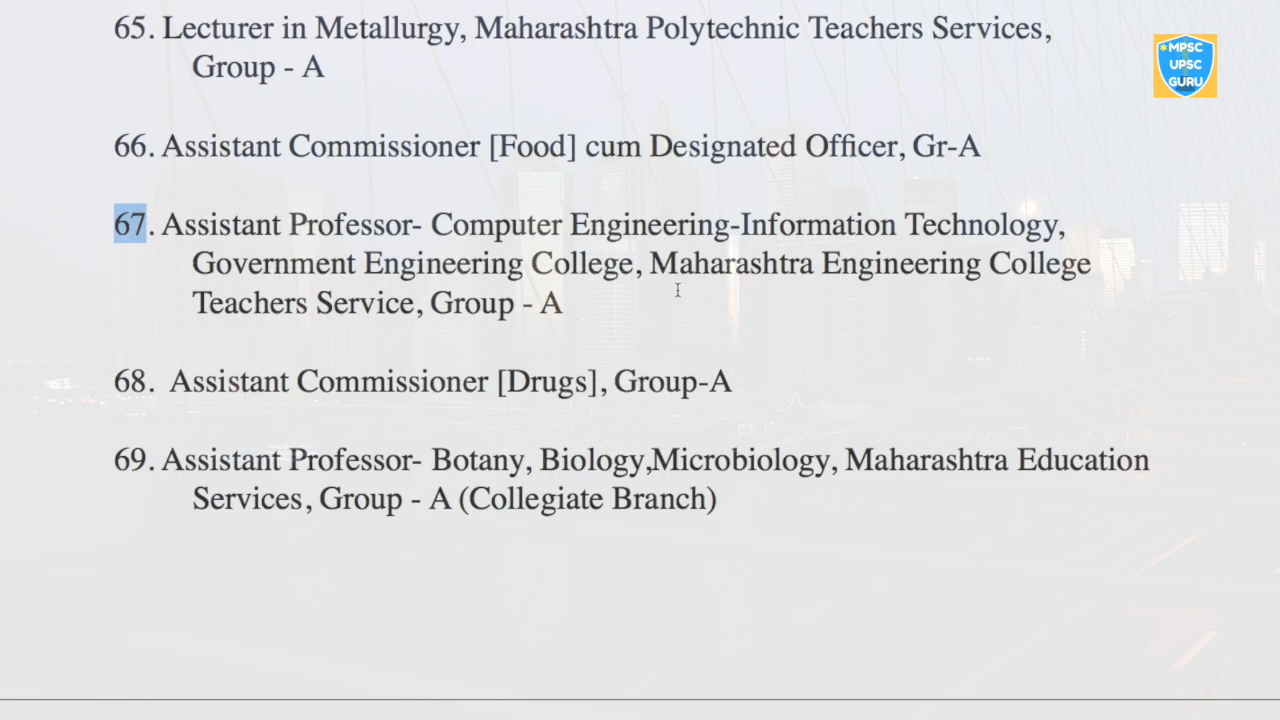 65. Lecturer in Metallurgy, Maharashtra Polytechnic Teachers Services,
Group - A
*MPSC
UPSC
GURU
66. Assistant Commissioner [Food] cum Designated Officer, Gr-A
67. Assistant Professor- Computer Engineering-Information Technology,
Government Engineering College, Maharashtra Engineering College
Teachers Service, Group - A
68. Assistant Commissioner [Drugs], Group-A
69. Assistant Professor- Botany, Biology,Microbiology, Maharashtra Education
Services, Group - A (Collegiate Branch)